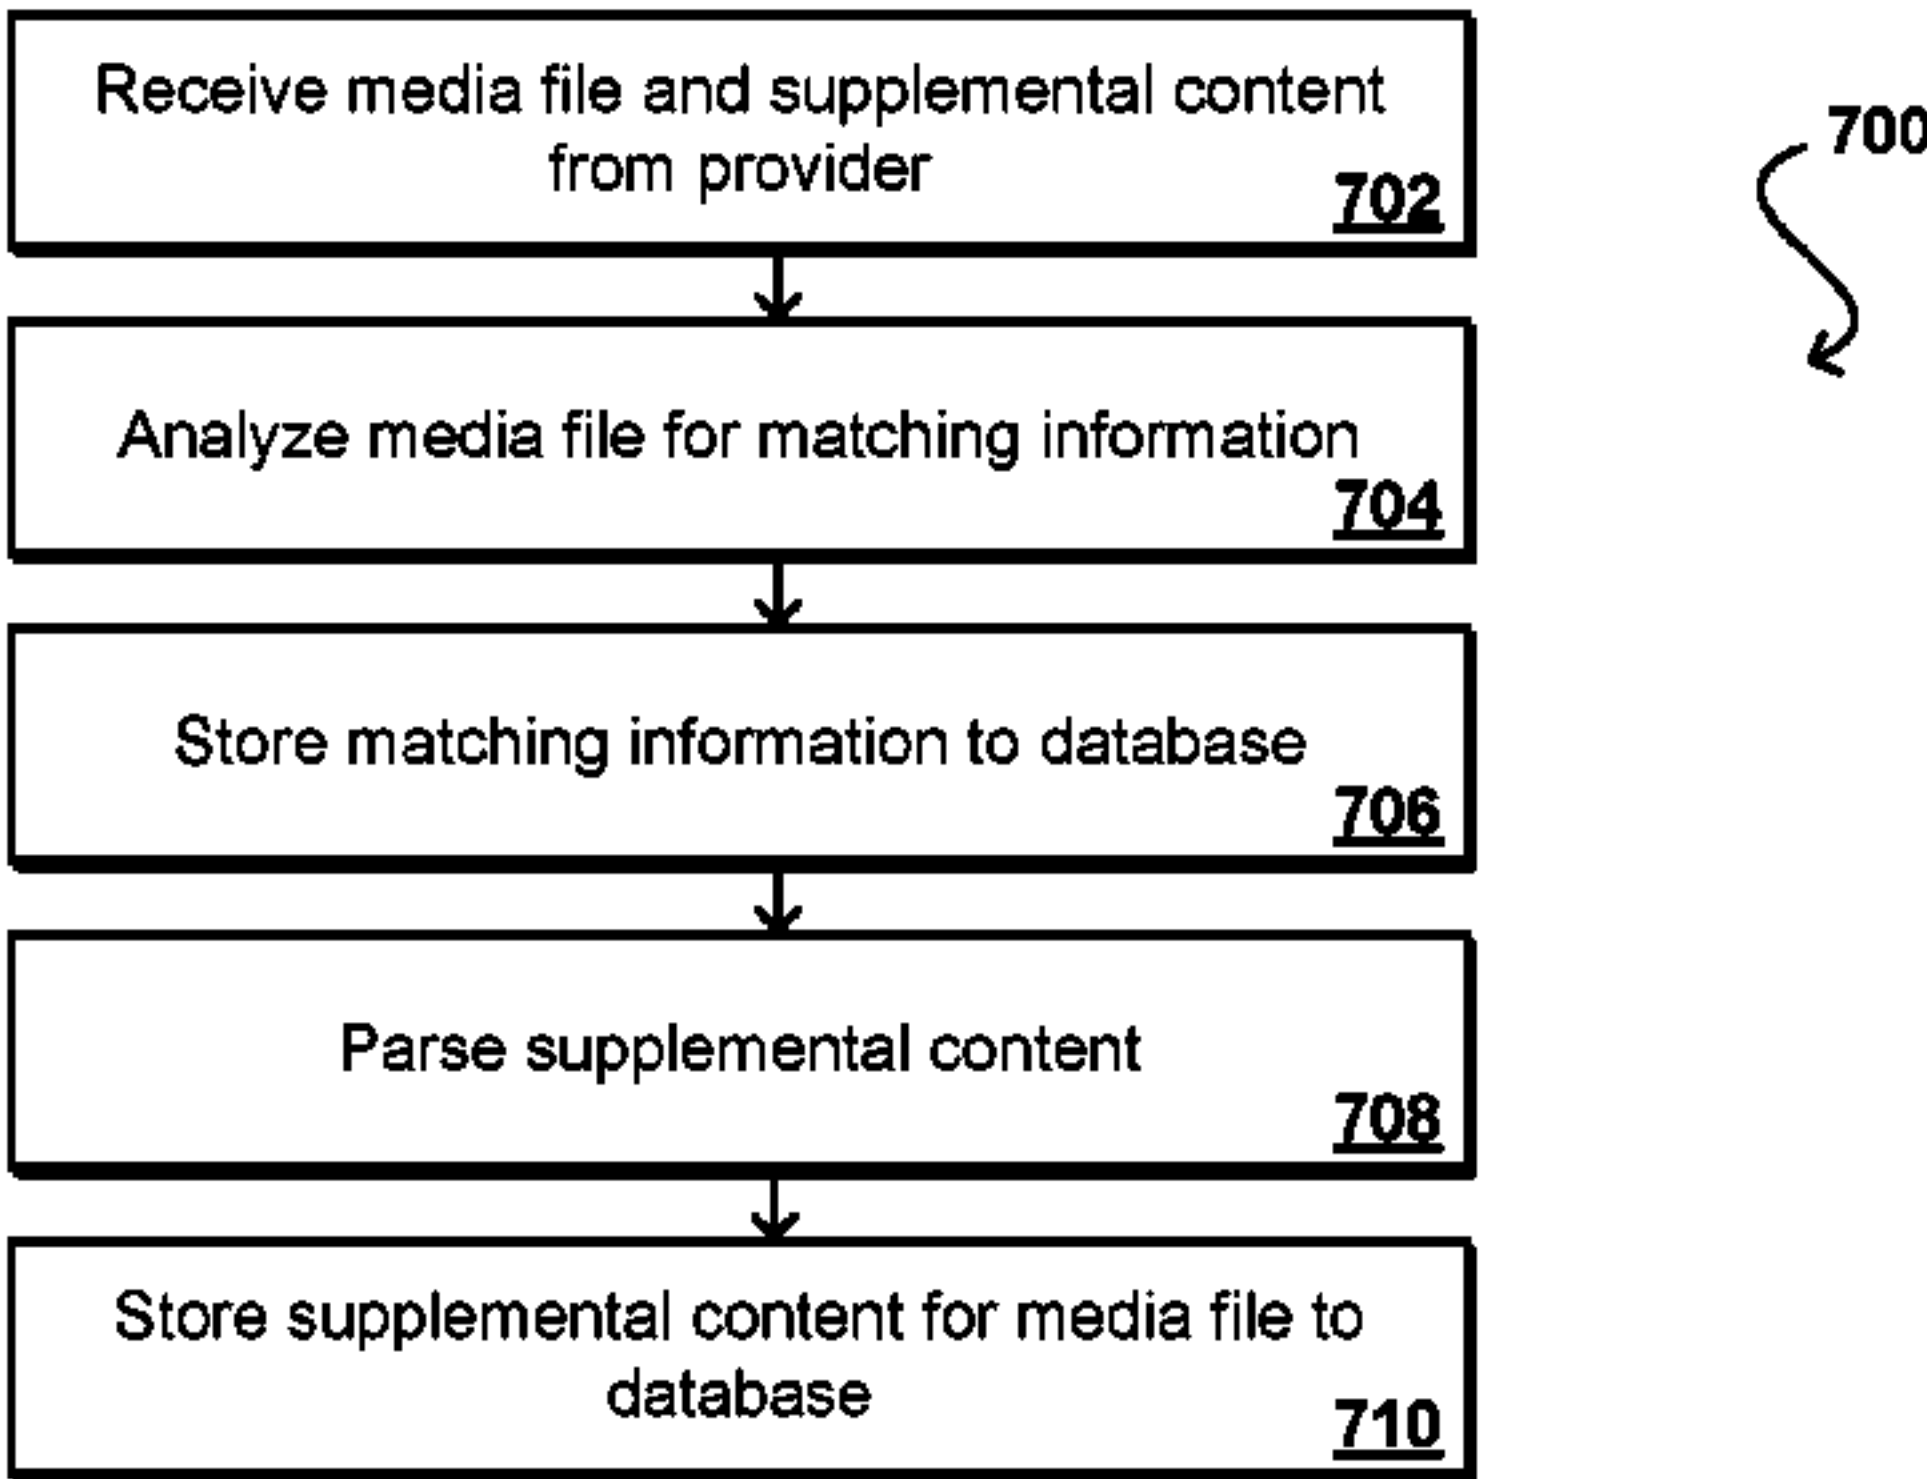 Receive media file and supplemental content
from provider
702
700
Analyze media file for matching information
704
Store matching information to database
706
Parse supplemental content
708
Store supplemental content for media file to
database
710